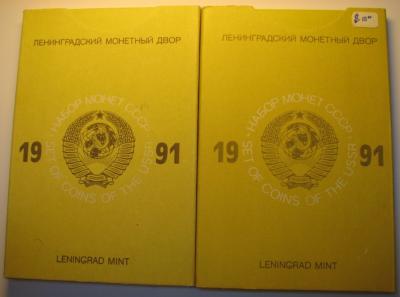 ЛЕНИНГРАДСКИЙ МОНЕТНЫЙ ДВОР
НАБОР МОНЕТ СССР
19 91
SET OF COINS OF THE USSR
LENINGRAD MINT
ЛЕНИНГРАДСКИЙ МОНЕТНЫЙ ДВОР
НАБОР МОНЕТ СССР
19 91
SET OF COINS OF THE USSR
LENINGRAD MINT